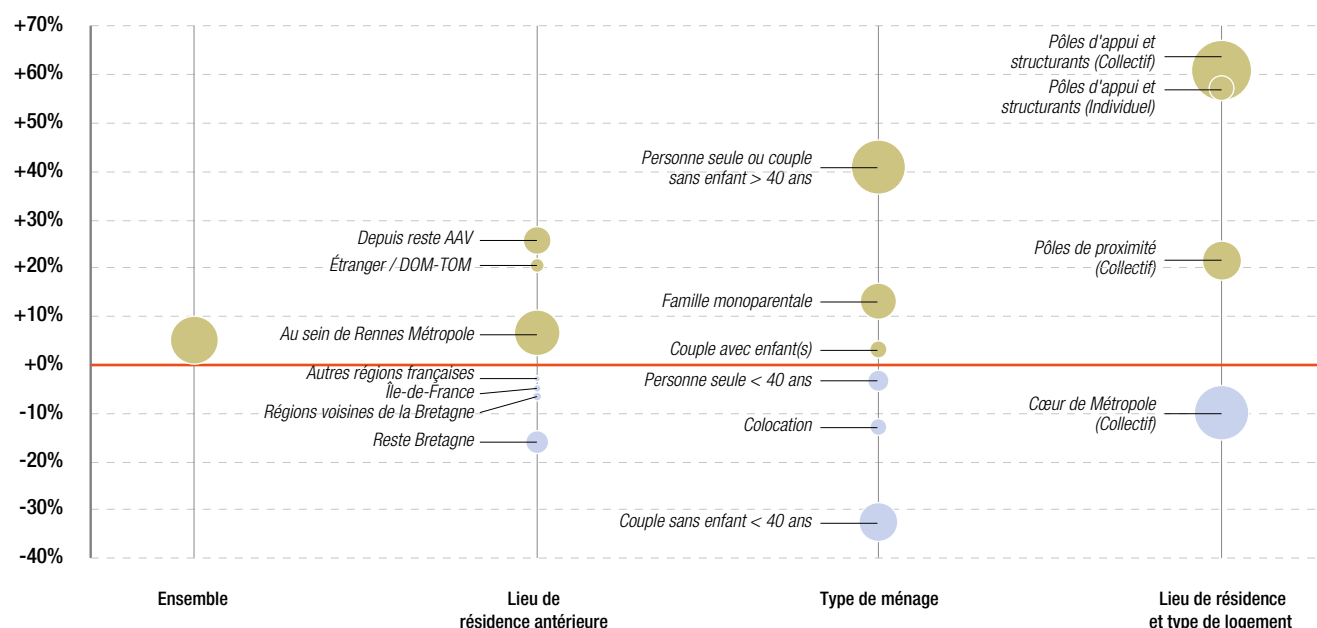 +70%
+60%
+50%
+40%
+30%
+20%
+10%
+0%
-10%
-20%
-30%
-40%
Depuis reste AAV
Étranger / DOM-TOM
Au sein de Rennes Métropole
Autres régions françaises
Île-de-France
Régions voisines de la Bretagne
Reste Bretagne
Personne seule ou couple
sans enfant > 40 ans
Famille monoparentale
Couple avec enfant(s)
Personne seule < 40 ans
Colocation
Couple sans enfant < 40 ans
Pôles d'appui et
structurants (Collectif)
Pôles d'appui et
structurants (Individuel)
Pôles de proximité
(Collectif)
Cœur de Métropole
(Collectif)
Ensemble
Lieu de
résidence antérieure
Type de ménage
Lieu de résidence
et type de logement